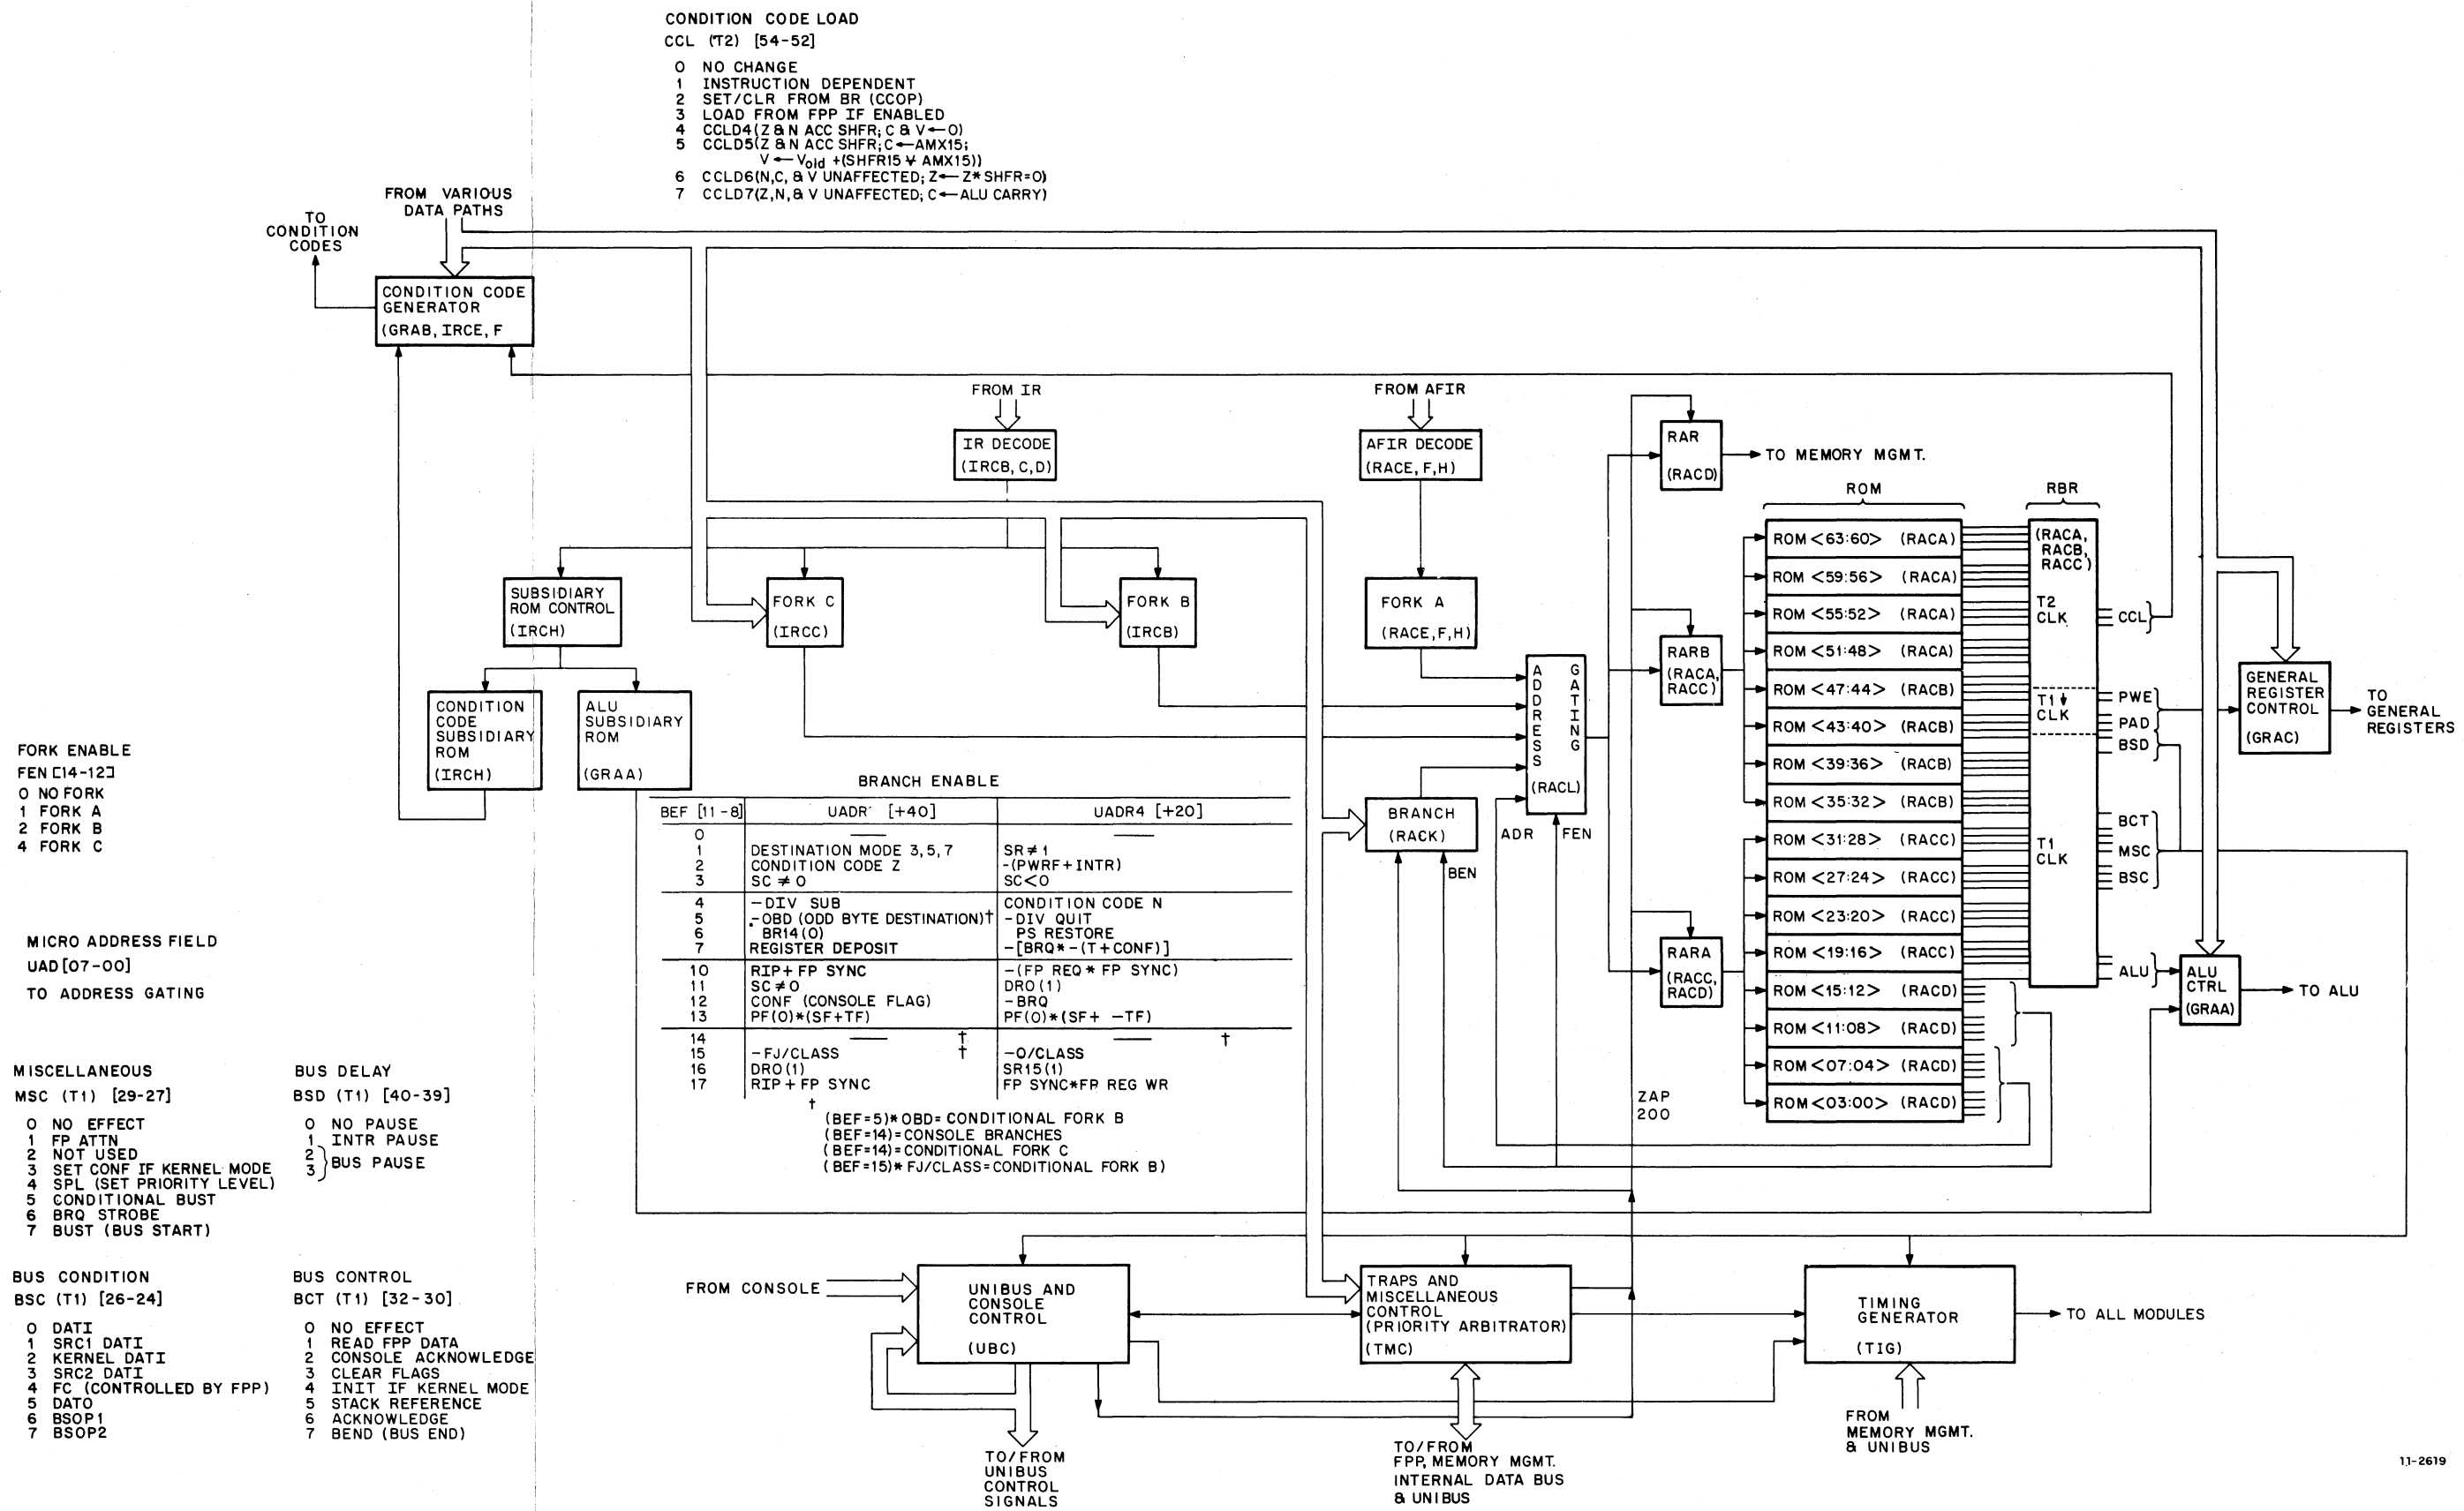 CONDITION CODE LOAD
CCL (T2) [54-52]
0 NO CHANGE
1 INSTRUCTION DEPENDENT
2 SET/CLR FROM BR (CCOP)
3 LOAD FROM FPP IF ENABLED
4 CCLD4(Z & N ACC SHFR; C & V←0)
5 CCLD5(Z & N ACC SHFR; C←AMX15;
V←Vold +(SHFR15 ∀ AMX15))
6 CCLD6(N,C, & V UNAFFECTED; Z←Z*SHFR=0)
7 CCLD7(Z,N,& V UNAFFECTED; C←ALU CARRY)
FROM VARIOUS
DATA PATHS
TO
CONDITION
CODES
CONDITION CODE
GENERATOR
(GRAB, IRCE, F
FROM IR
IR DECODE
(IRCB, C, D)
FROM AFIR
AFIR DECODE
(RACE, F, H)
RAR
(RACD)
TO MEMORY MGMT.
SUBSIDIARY
ROM CONTROL
(IRCH)
FORK C
(IRCC)
FORK B
(IRCB)
FORK A
(RACE, F, H)
CONDITION
CODE
SUBSIDIARY
ROM
(IRCH)
ALU
SUBSIDIARY
ROM
(GRAA)
ADDRESS
GATING
(RACL)
RARB
(RACA,
RACC)
RARA
(RACC,
RACD)
ROM
ROM <63:60> (RACA)
ROM <59:56> (RACA)
ROM <55:52> (RACA)
ROM <51:48> (RACA)
ROM <47:44> (RACB)
ROM <43:40> (RACB)
ROM <39:36> (RACB)
ROM <35:32> (RACB)
ROM <31:28> (RACC)
ROM <27:24> (RACC)
ROM <23:20> (RACC)
ROM <19:16> (RACC)
ROM <15:12> (RACD)
ROM <11:08> (RACD)
ROM <07:04> (RACD)
ROM <03:00> (RACD)
RBR
(RACA,
RACB,
RACC)
T2
CLK
T1↓
CLK
T1
CLK
CCL
PWE
PAD
BSD
BCT
MSC
BSC
ALU
GENERAL
REGISTER
CONTROL
(GRAC)
TO
GENERAL
REGISTERS
ALU
CTRL
(GRAA)
TO ALU
BRANCH
(RACK)
ADR
FEN
BEN
ZAP
200
FORK ENABLE
FEN [14-12]
0 NO FORK
1 FORK A
2 FORK B
4 FORK C
MICRO ADDRESS FIELD
UAD [07-00]
TO ADDRESS GATING
BRANCH ENABLE
BEF [11-8] UADR [+40] UADR4 [+20]
0 — —
1 DESTINATION MODE 3,5,7 SR≠1
2 CONDITION CODE Z -(PWRF+INTR)
3 SC≠0 SC<0
4 -DIV SUB CONDITION CODE N
5 -OBD (ODD BYTE DESTINATION)† -DIV QUIT
6 BR14(0) PS RESTORE
7 REGISTER DEPOSIT -[BRQ*-(T+CONF)]
10 RIP+FP SYNC -(FP REQ * FP SYNC)
11 SC≠0 DR0(1)
12 CONF (CONSOLE FLAG) -BRQ
13 PF(0)*(SF+TF) PF(0)*(SF+ -TF)
14 — † — †
15 -FJ/CLASS † -O/CLASS
16 DR0(1) SR15(1)
17 RIP+FP SYNC FP SYNC*FP REG WR
†
(BEF=5)*OBD= CONDITIONAL FORK B
(BEF=14)=CONSOLE BRANCHES
(BEF=14)=CONDITIONAL FORK C
(BEF=15)* FJ/CLASS=CONDITIONAL FORK B)
MISCELLANEOUS
MSC (T1) [29-27]
0 NO EFFECT
1 FP ATTN
2 NOT USED
3 SET CONF IF KERNEL MODE
4 SPL (SET PRIORITY LEVEL)
5 CONDITIONAL BUST
6 BRQ STROBE
7 BUST (BUS START)
BUS DELAY
BSD (T1) [40-39]
0 NO PAUSE
1 INTR PAUSE
2
3 } BUS PAUSE
BUS CONDITION
BSC (T1) [26-24]
0 DATI
1 SRC1 DATI
2 KERNEL DATI
3 SRC2 DATI
4 FC (CONTROLLED BY FPP)
5 DATO
6 BSOP1
7 BSOP2
BUS CONTROL
BCT (T1) [32-30]
0 NO EFFECT
1 READ FPP DATA
2 CONSOLE ACKNOWLEDGE
3 CLEAR FLAGS
4 INIT IF KERNEL MODE
5 STACK REFERENCE
6 ACKNOWLEDGE
7 BEND (BUS END)
FROM CONSOLE
UNIBUS AND
CONSOLE
CONTROL
(UBC)
TO/FROM
UNIBUS
CONTROL
SIGNALS
TRAPS AND
MISCELLANEOUS
CONTROL
(PRIORITY ARBITRATOR)
(TMC)
TO/FROM
FPP, MEMORY MGMT.
INTERNAL DATA BUS
& UNIBUS
TIMING
GENERATOR
(TIG)
TO ALL MODULES
FROM
MEMORY MGMT.
& UNIBUS
11-2619